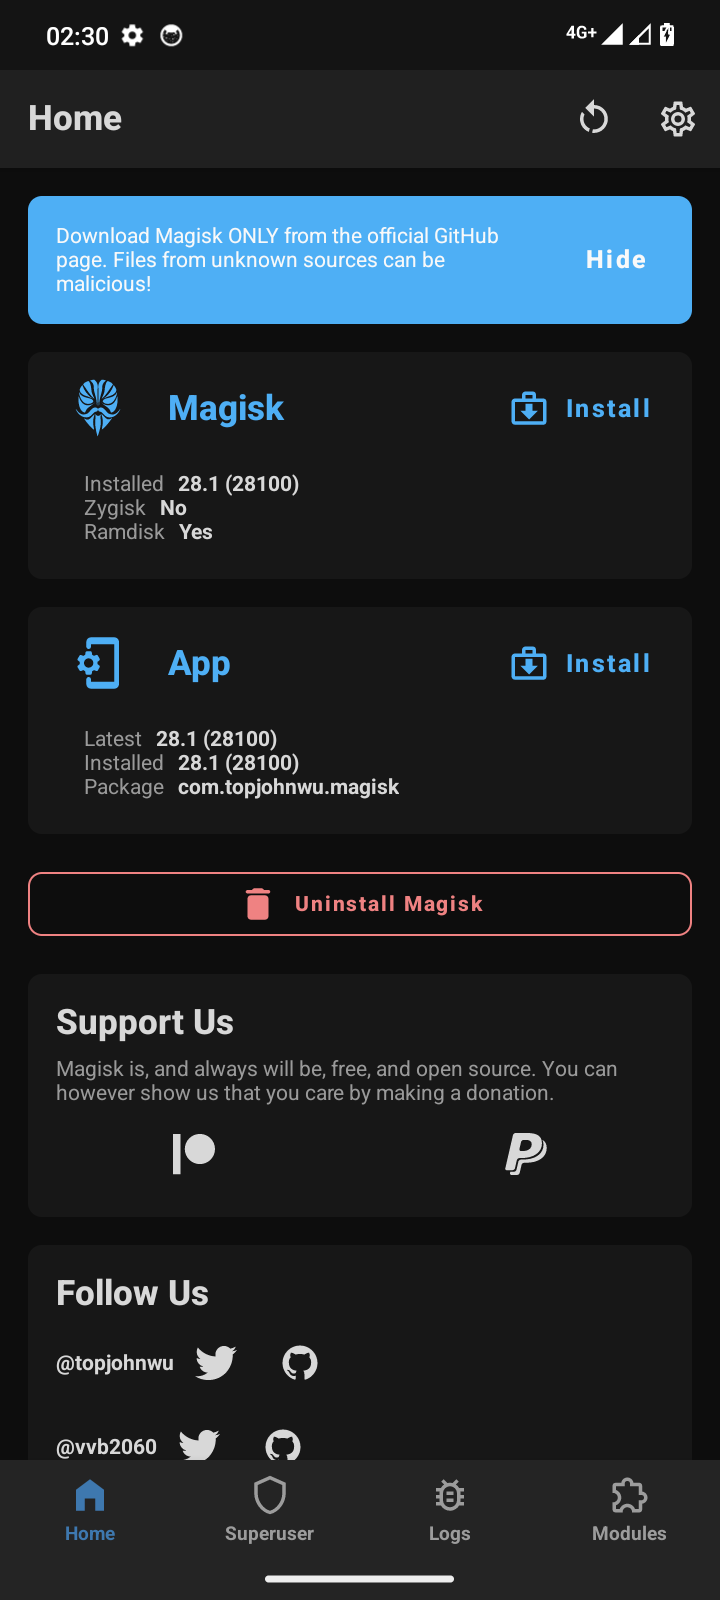 02:30
4G+
Home
Download Magisk ONLY from the official GitHub
page. Files from unknown sources can be
malicious!
Hide
Magisk
Install
Installed 28.1 (28100)
Zygisk No
Ramdisk Yes
App
Install
Latest 28.1 (28100)
Installed 28.1 (28100)
Package com.topjohnwu.magisk
Uninstall Magisk
Support Us
Magisk is, and always will be, free, and open source. You can
however show us that you care by making a donation.
Follow Us
@topjohnwu
@vvb2060
Home
Superuser
Logs
Modules